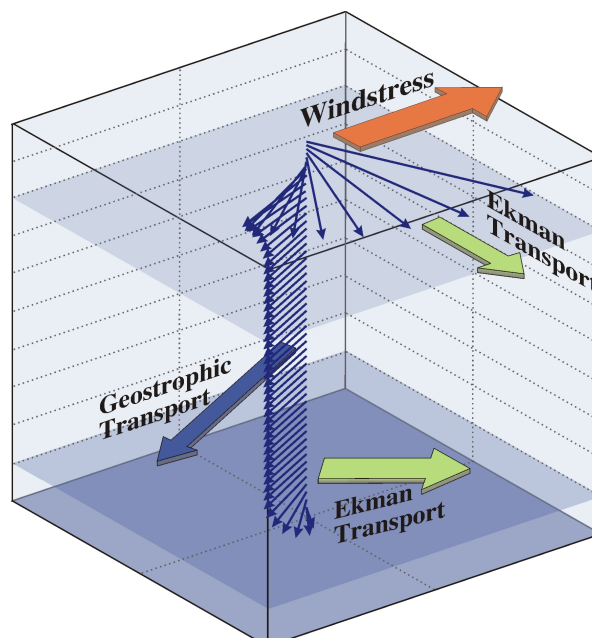 Windstress
Ekman
Transport
Geostrophic
Transport
Ekman
Transport